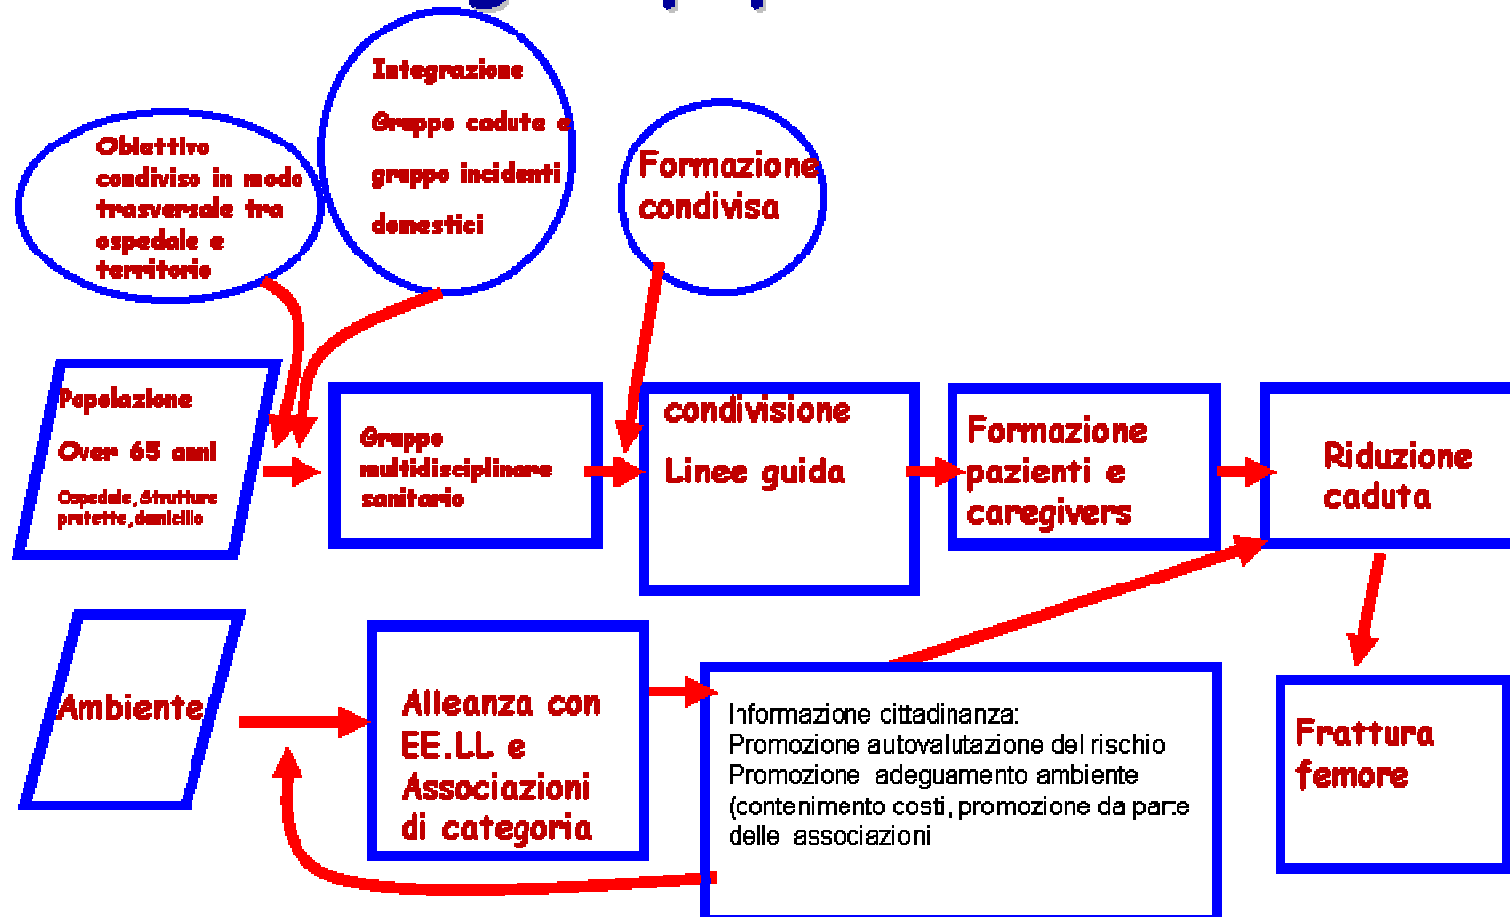 Obiettivo
condiviso in modo
trasversale tra
ospedale e
territorio
Integrazione
Gruppo cadute e
gruppo incidenti
domestici
Formazione
condivisa
Popolazione
Over 65 anni
Ospedale, Strutture
protette, domicilio
Gruppo
multidisciplinare
sanitario
condivisione
Linee guida
Formazione
pazienti e
caregivers
Riduzione
caduta
Ambiente
Alleanza con
EE.LL e
Associazioni
di categoria
Informazione cittadinanza:
Promozione autovalutazione del rischio
Promozione adeguamento ambiente
(contenimento costi, promozione da parte
delle associazioni
Frattura
femore